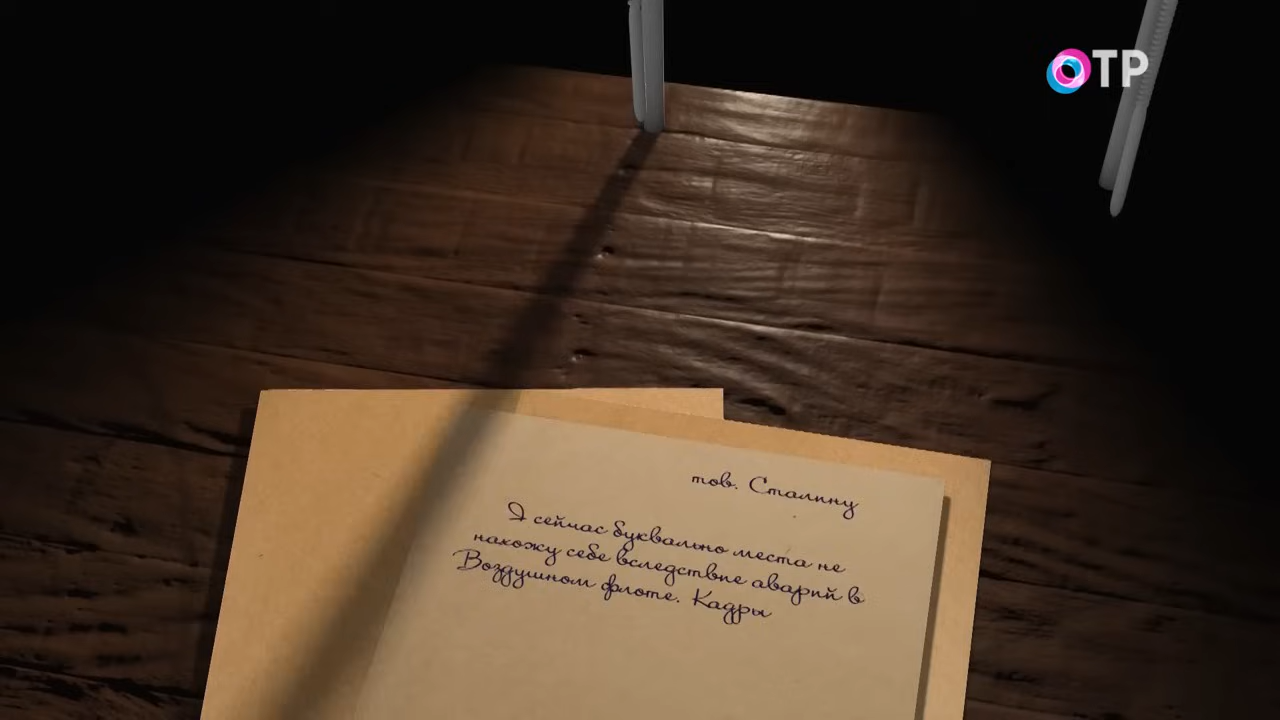 ОТР
тов. Сталину
Я сейчас буквально места не
нахожу себе вследствие аварий в
Воздушном флоте. Кадры